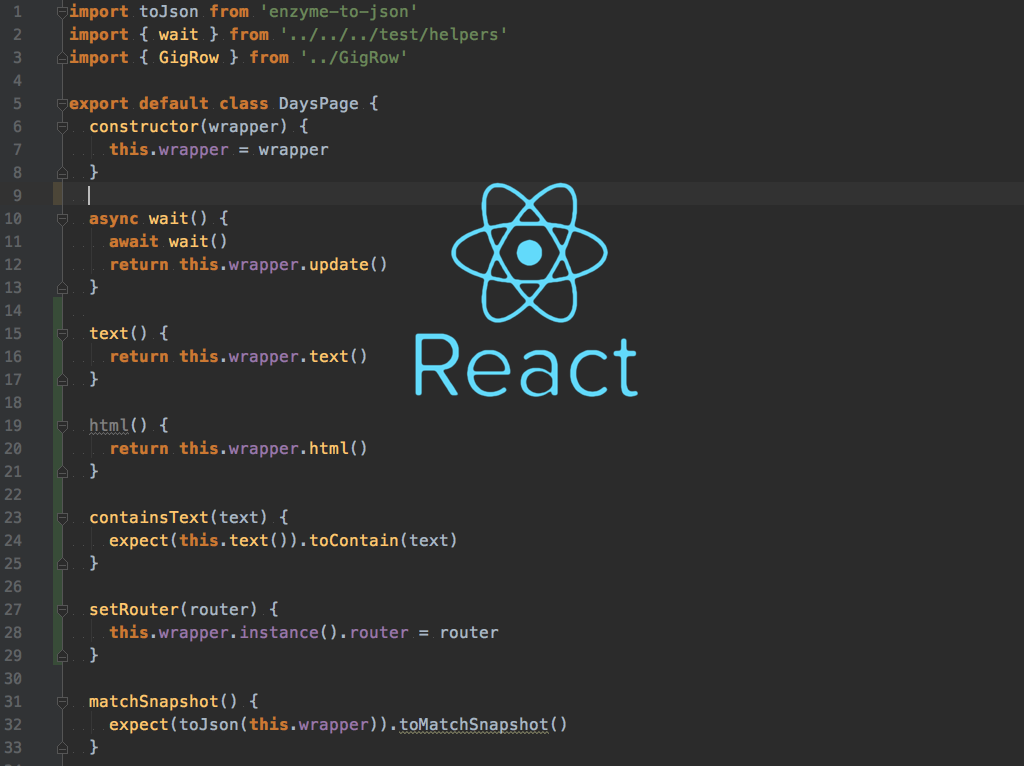 1 import toJson from 'enzyme-to-json'
2 import { wait } from '../../../test/helpers'
3 import { GigRow } from '../GigRow'
4
5 export default class DaysPage {
6   constructor(wrapper) {
7     this.wrapper = wrapper
8   }
9
10   async wait() {
11     await wait()
12     return this.wrapper.update()
13   }
14
15   text() {
16     return this.wrapper.text()
17   }
18
19   html() {
20     return this.wrapper.html()
21   }
22
23   containsText(text) {
24     expect(this.text()).toContain(text)
25   }
26
27   setRouter(router) {
28     this.wrapper.instance().router = router
29   }
30
31   matchSnapshot() {
32     expect(toJson(this.wrapper)).toMatchSnapshot()
33   }
React